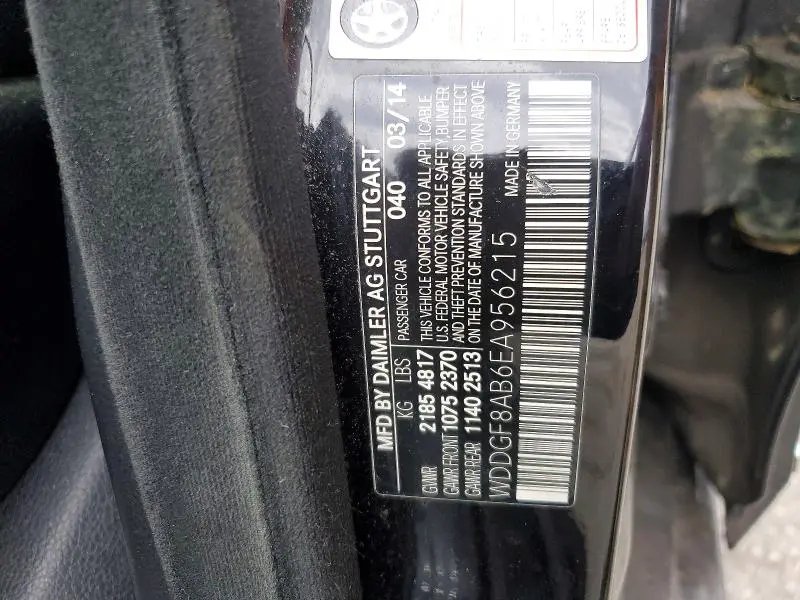 MFD BY DAIMLER AG STUTTGART
KG LBS PASSENGER CAR 040 03/14
GVWR 2185 4817 THIS VEHICLE CONFORMS TO ALL APPLICABLE
GAWR FRONT 1075 2370 U.S. FEDERAL MOTOR VEHICLE SAFETY, BUMPER
GAWR REAR 1140 2513 AND THEFT PREVENTION STANDARDS IN EFFECT
ON THE DATE OF MANUFACTURE SHOWN ABOVE
WDDGF8AB6EA956215 MADE IN GERMANY